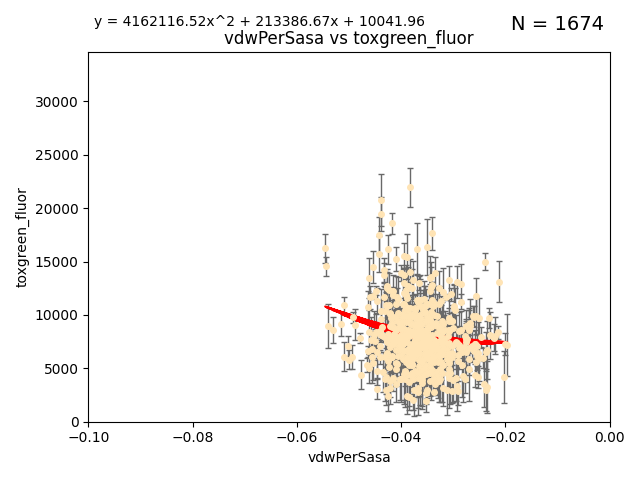 y = 4162116.52x^2 + 213386.67x + 10041.96
N = 1674
vdwPerSasa vs toxgreen_fluor
toxgreen_fluor
30000
25000
20000
15000
10000
5000
0
−0.10
−0.08
−0.06
−0.04
−0.02
0.00
vdwPerSasa